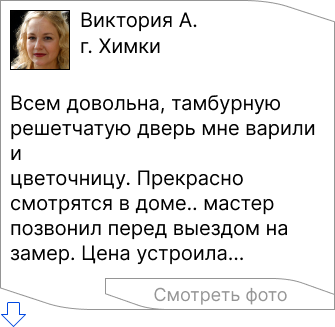 Виктория А.
г. Химки
Всем довольна, тамбурную
решетчатую дверь мне варили
и
цветочницу. Прекрасно
смотрятся в доме.. мастер
позвонил перед выездом на
замер. Цена устроила...
Смотреть фото